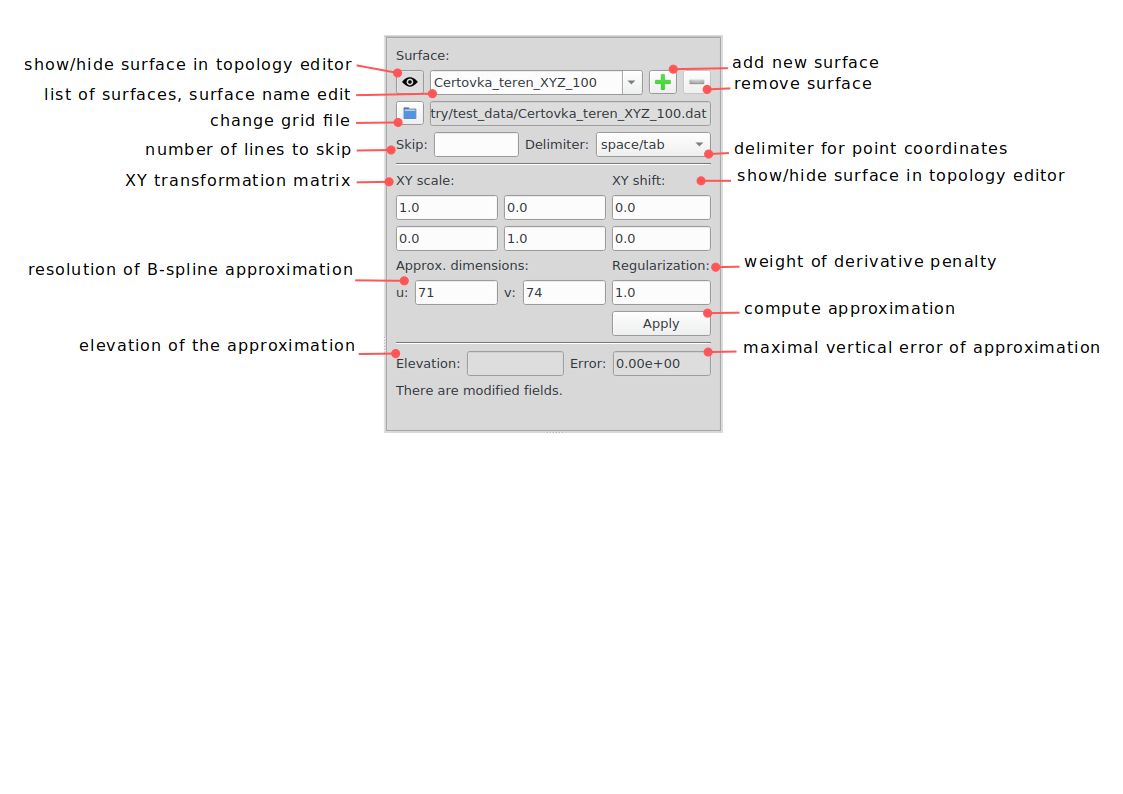 Surface:
show/hide surface in topology editor
add new surface
Certovka_teren_XYZ_100
remove surface
list of surfaces, surface name edit
try/test_data/Certovka_teren_XYZ_100.dat
change grid file
Skip:
Delimiter:
space/tab
number of lines to skip
delimiter for point coordinates
XY transformation matrix
XY scale:
XY shift:
show/hide surface in topology editor
1.0
0.0
0.0
0.0
1.0
0.0
resolution of B-spline approximation
Approx. dimensions:
Regularization:
weight of derivative penalty
u:
71
v:
74
1.0
compute approximation
Apply
elevation of the approximation
maximal vertical error of approximation
Elevation:
Error:
0.00e+00
There are modified fields.